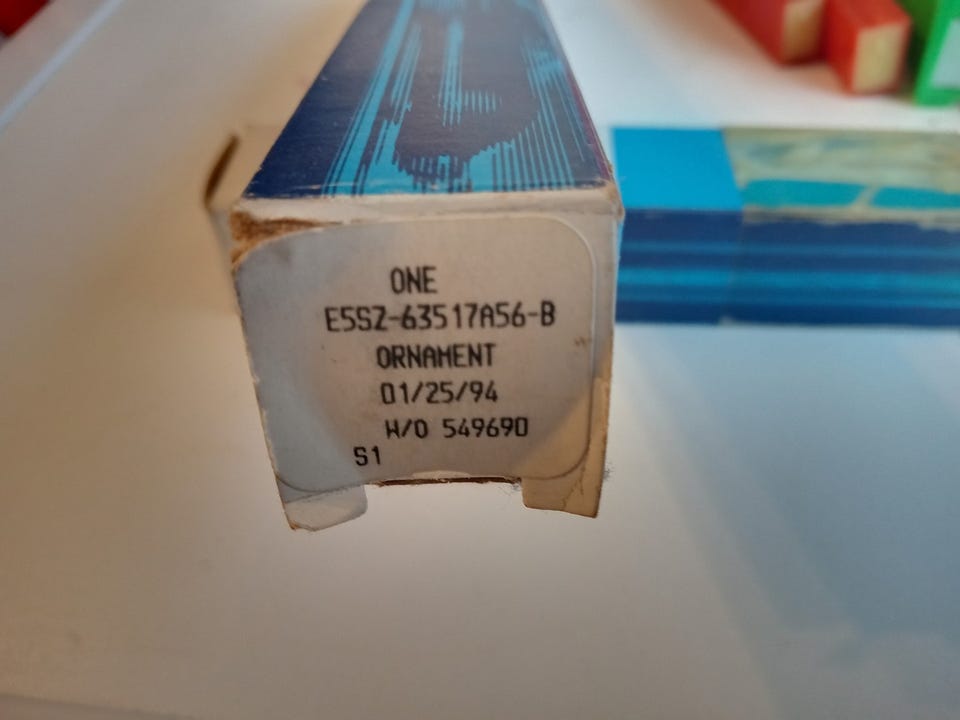 ONE
E5SZ-63517A56-B
ORNAMENT
01/25/94
W/O 549690
S1